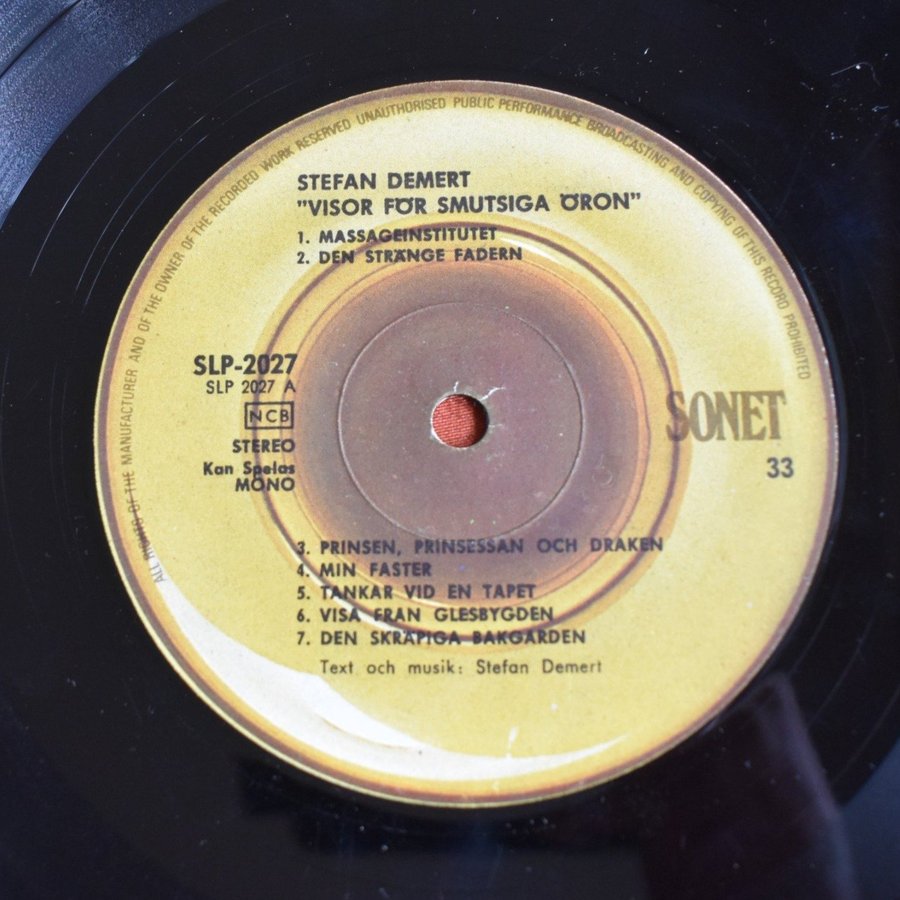 ALL RIGHTS OF THE MANUFACTURER AND OF THE OWNER OF THE RECORDED WORK RESERVED UNAUTHORISED PUBLIC PERFORMANCE BROADCASTING AND COPYING OF THIS RECORD PROHIBITED
STEFAN DEMERT
"VISOR FÖR SMUTSIGA ÖRON"
1. MASSAGEINSTITUTET
2. DEN STRÄNGE FADERN
SLP-2027
SLP 2027 A
NCB
STEREO
Kan Spelas
MONO
SONET
33
3. PRINSEN, PRINSESSAN OCH DRAKEN
4. MIN FASTER
5. TANKAR VID EN TAPET
6. VISA FRAN GLESBYGDEN
7. DEN SKRÄPIGA BAKGARDEN
Text och musik: Stefan Demert